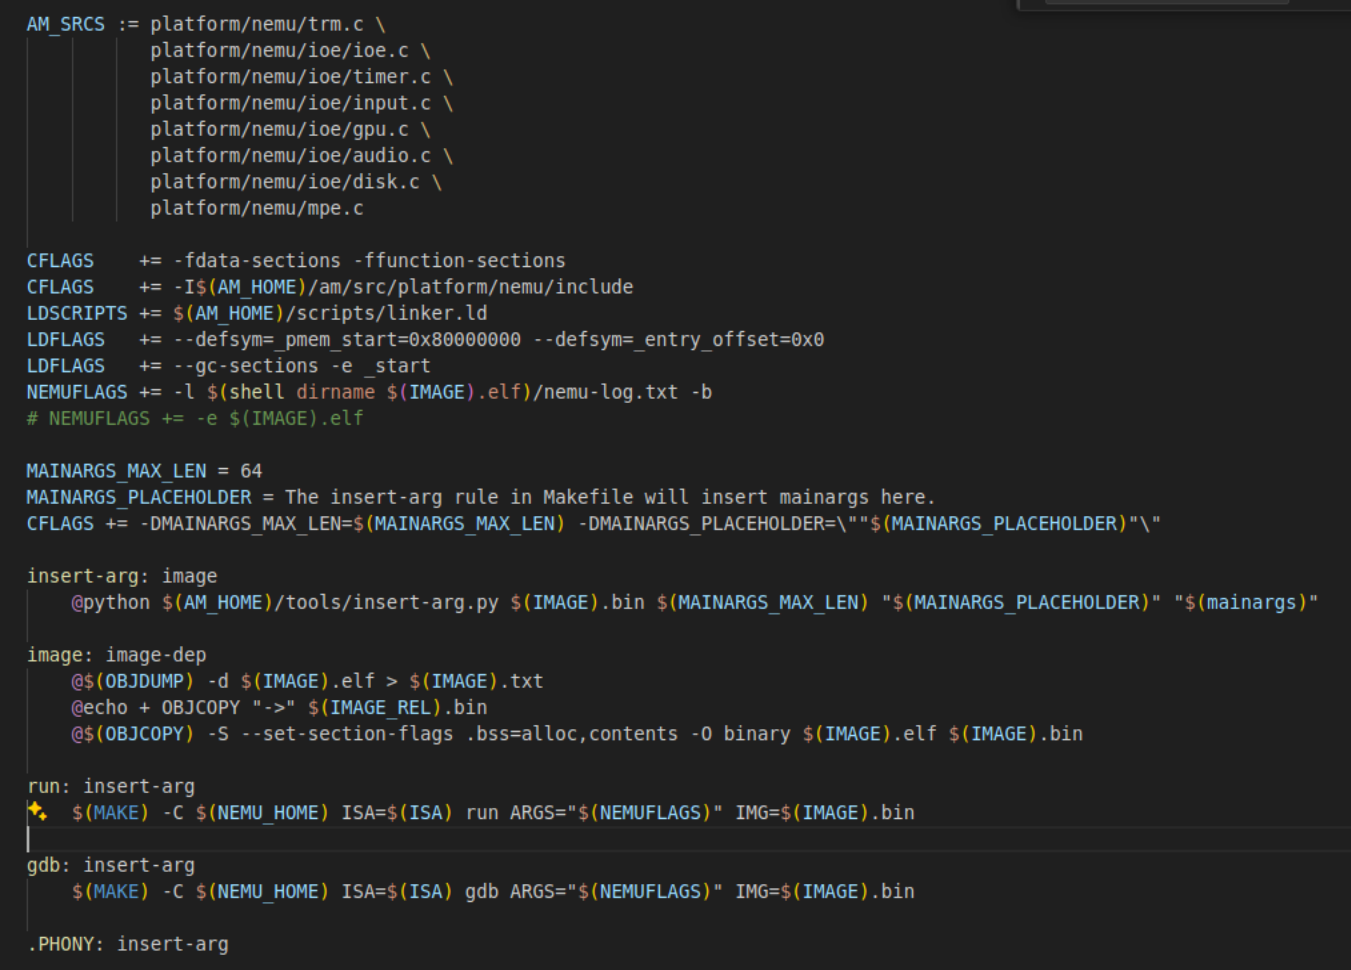 AM_SRCS := platform/nemu/trm.c \
           platform/nemu/ioe/ioe.c \
           platform/nemu/ioe/timer.c \
           platform/nemu/ioe/input.c \
           platform/nemu/ioe/gpu.c \
           platform/nemu/ioe/audio.c \
           platform/nemu/ioe/disk.c \
           platform/nemu/mpe.c

CFLAGS    += -fdata-sections -ffunction-sections
CFLAGS    += -I$(AM_HOME)/am/src/platform/nemu/include
LDSCRIPTS += $(AM_HOME)/scripts/linker.ld
LDFLAGS   += --defsym=_pmem_start=0x80000000 --defsym=_entry_offset=0x0
LDFLAGS   += --gc-sections -e _start
NEMUFLAGS += -l $(shell dirname $(IMAGE).elf)/nemu-log.txt -b
# NEMUFLAGS += -e $(IMAGE).elf

MAINARGS_MAX_LEN = 64
MAINARGS_PLACEHOLDER = The insert-arg rule in Makefile will insert mainargs here.
CFLAGS += -DMAINARGS_MAX_LEN=$(MAINARGS_MAX_LEN) -DMAINARGS_PLACEHOLDER=\""$(MAINARGS_PLACEHOLDER)"\"

insert-arg: image
    @python $(AM_HOME)/tools/insert-arg.py $(IMAGE).bin $(MAINARGS_MAX_LEN) "$(MAINARGS_PLACEHOLDER)" "$(mainargs)"

image: image-dep
    @$(OBJDUMP) -d $(IMAGE).elf > $(IMAGE).txt
    @echo + OBJCOPY "->" $(IMAGE_REL).bin
    @$(OBJCOPY) -S --set-section-flags .bss=alloc,contents -O binary $(IMAGE).elf $(IMAGE).bin

run: insert-arg
    $(MAKE) -C $(NEMU_HOME) ISA=$(ISA) run ARGS="$(NEMUFLAGS)" IMG=$(IMAGE).bin

gdb: insert-arg
    $(MAKE) -C $(NEMU_HOME) ISA=$(ISA) gdb ARGS="$(NEMUFLAGS)" IMG=$(IMAGE).bin

.PHONY: insert-arg